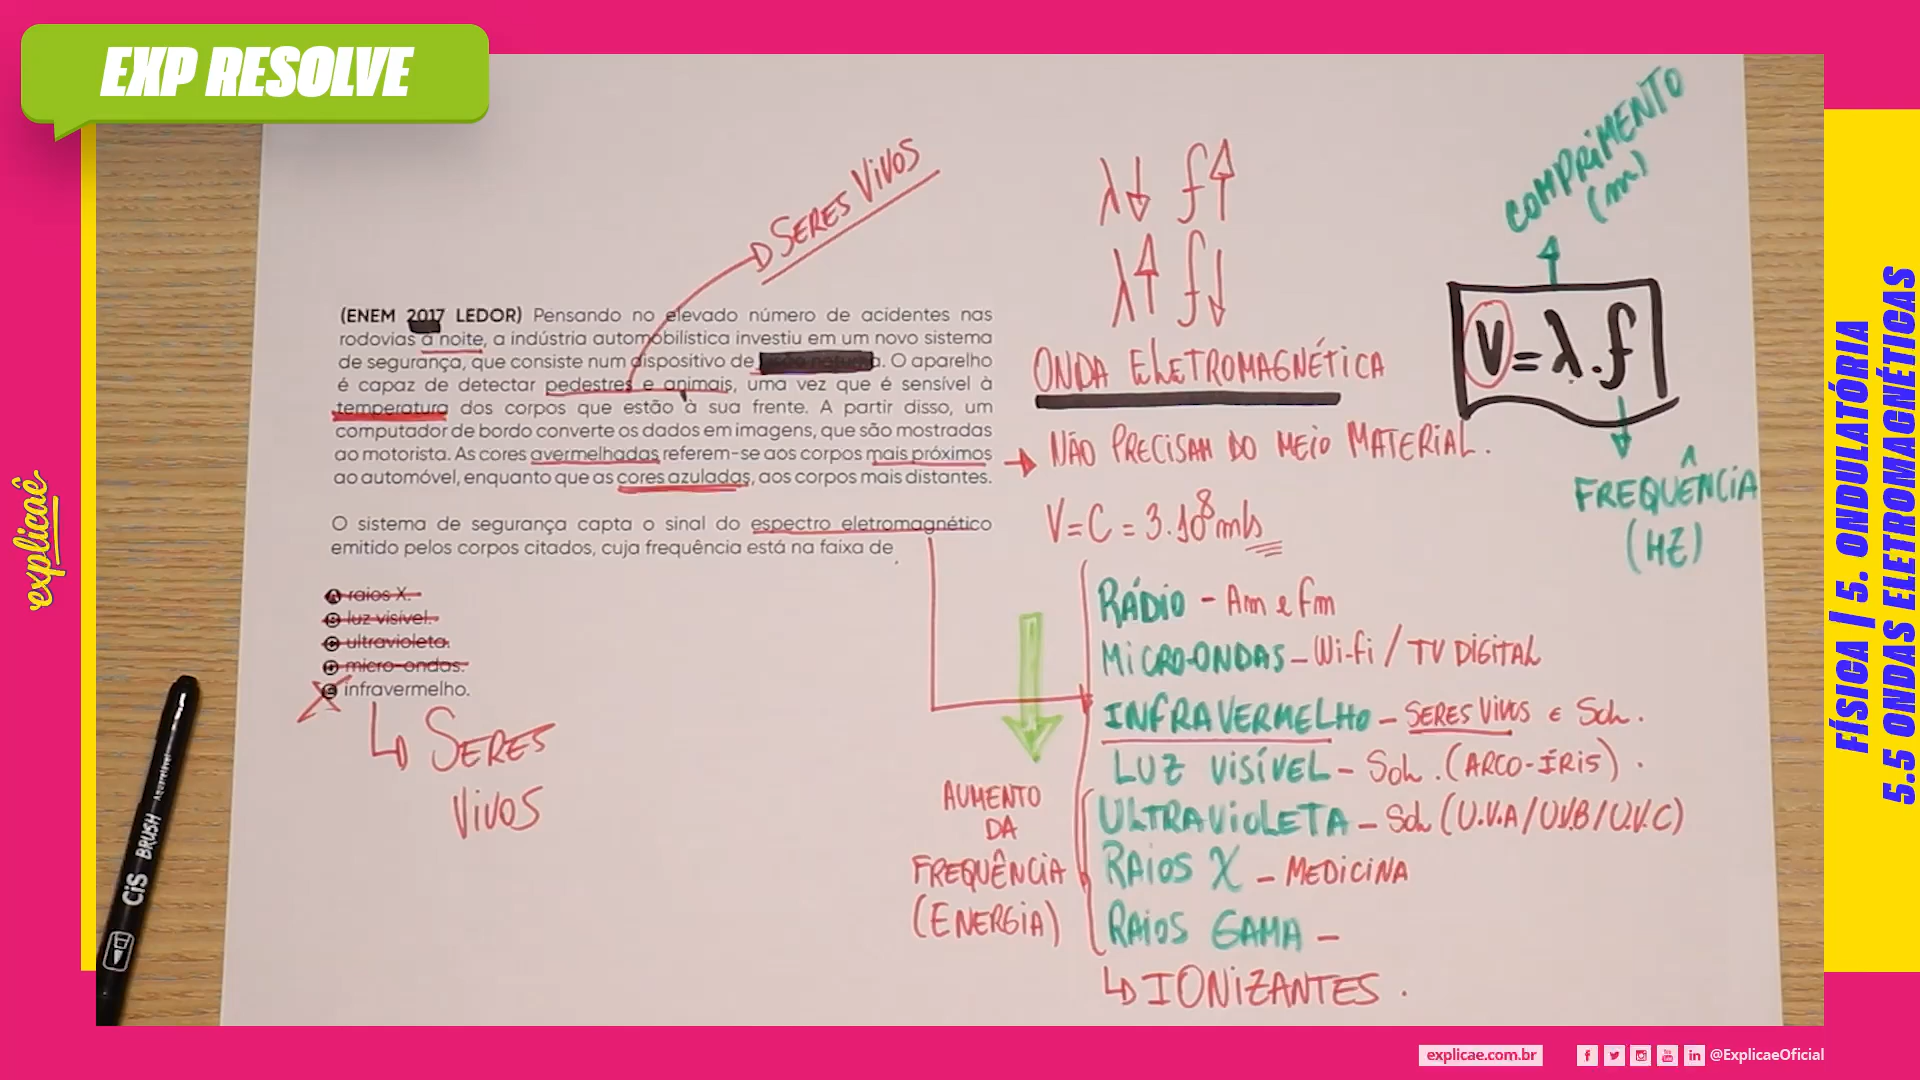 EXP RESOLVE
(ENEM 2017 LEDOR) Pensando no elevado número de acidentes nas
rodovias à noite, a indústria automobilística investiu em um novo sistema
de segurança, que consiste num dispositivo de
O aparelho
é capaz de detectar pedestres e animais, uma vez que é sensível à
temperatura dos corpos que estão à sua frente. A partir disso, um
computador de bordo converte os dados em imagens, que são mostradas
ao motorista. As cores avermelhadas referem-se aos corpos mais próximos
ao automóvel, enquanto que as cores azuladas, aos corpos mais distantes.
O sistema de segurança capta o sinal do espectro eletromagnético
emitido pelos corpos citados, cuja frequência está na faixa de
A raios X.
B luz visível.
C ultravioleta.
D micro-ondas.
E infravermelho.
SERES
VIVOS
SERES VIVOS
λ↓ f↑
λ↑ f↓
ONDA ELETROMAGNÉTICA
→ NÃO PRECISAM DO MEIO MATERIAL.
V=C = 3.10⁸ m/s
RÁDIO - Am e Fm
MICRO-ONDAS - Wi-fi / TV DIGITAL
INFRAVERMELHO - SERES VIVOS E SOL.
LUZ VISÍVEL - SOL. (ARCO-ÍRIS).
ULTRAVIOLETA - SOL (U.V.A/U.V.B/U.V.C)
RAIOS X - MEDICINA
RAIOS GAMA -
↳ IONIZANTES.
AUMENTO
DA
FREQUÊNCIA
(ENERGIA)
COMPRIMENTO
(m)
V=λ.f
FREQUÊNCIA
(HZ)
CiS BRUSH Aquarelável
explicaê
FÍSICA | 5. ONDULATÓRIA
5.5 ONDAS ELETROMAGNÉTICAS
explicae.com.br
@ExplicaeOficial